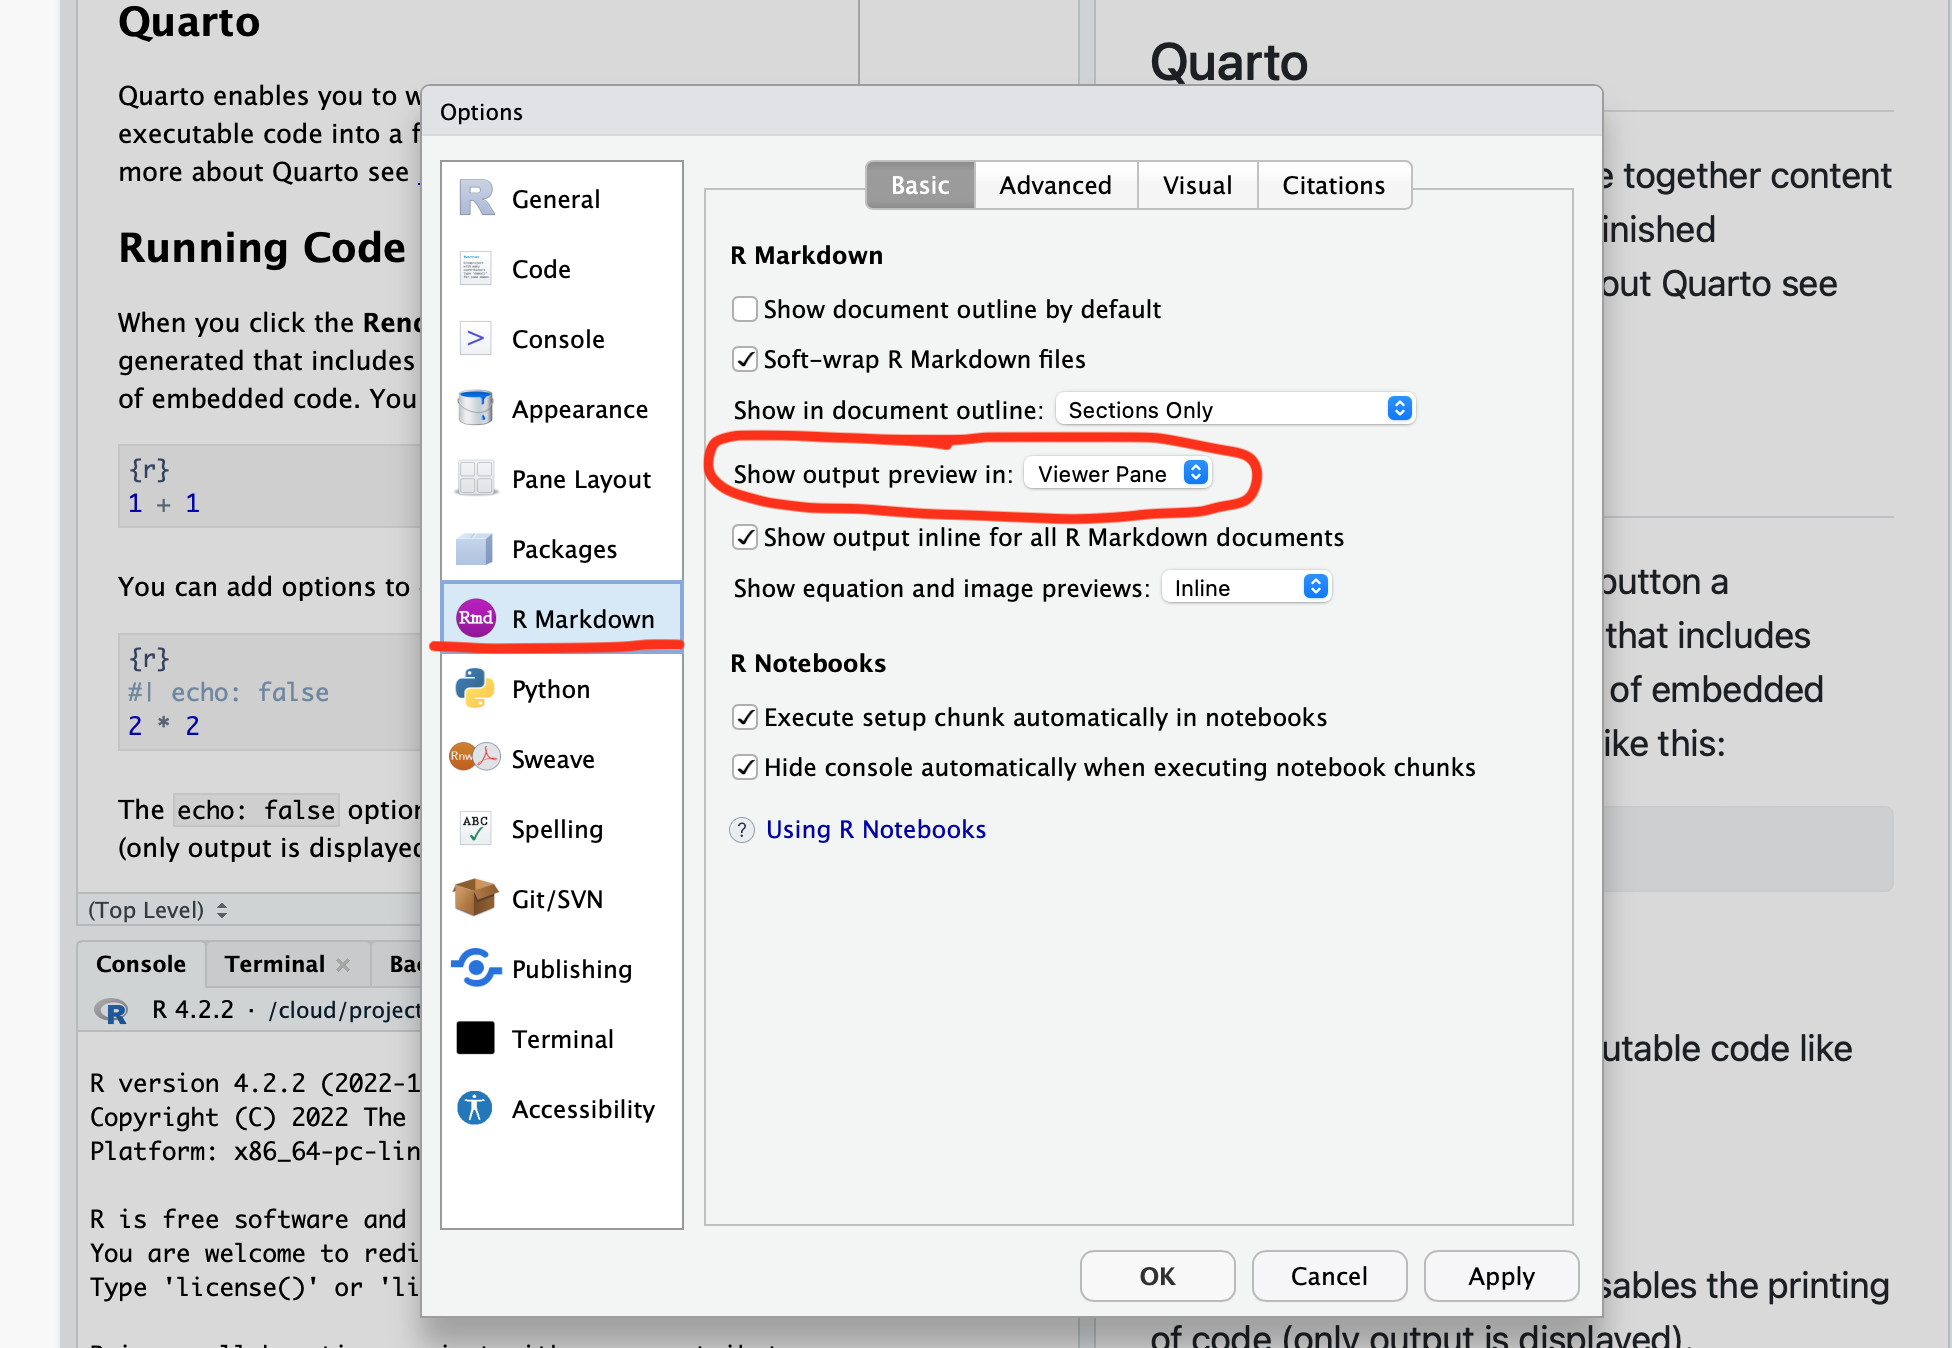 Quarto
Quarto enables you to w
executable code into a f
more about Quarto see
Running Code
When you click the Rend
generated that includes
of embedded code. You
{r}
1 + 1
You can add options to
{r}
#| echo: false
2 * 2
The echo: false option
(only output is displayed
(Top Level)
Console
Terminal
Bac
R 4.2.2 · /cloud/project
R version 4.2.2 (2022-1
Copyright (C) 2022 The
Platform: x86_64-pc-lin
R is free software and
You are welcome to redi
Type 'license()' or 'li
Options
General
Code
Console
Appearance
Pane Layout
Packages
Rmd
R Markdown
Python
Rnw
Sweave
ABC
Spelling
Git/SVN
Publishing
Terminal
Accessibility
Basic
Advanced
Visual
Citations
R Markdown
Show document outline by default
Soft-wrap R Markdown files
Show in document outline: Sections Only
Show output preview in: Viewer Pane
Show output inline for all R Markdown documents
Show equation and image previews: Inline
R Notebooks
Execute setup chunk automatically in notebooks
Hide console automatically when executing notebook chunks
? Using R Notebooks
OK
Cancel
Apply
Quarto
e together content
inished
out Quarto see
button a
that includes
of embedded
ike this:
utable code like
sables the printing
of code (only output is displayed).